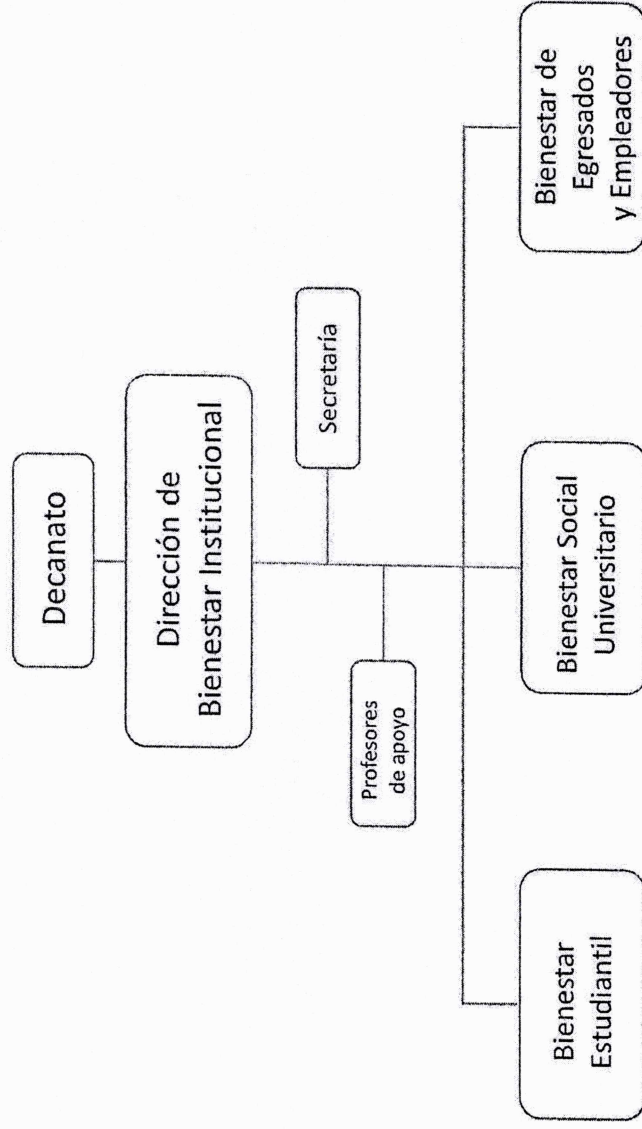 Decanato
Dirección de
Bienestar Institucional
Secretaría
Profesores
de apoyo
Bienestar
Estudiantil
Bienestar Social
Universitario
Bienestar de
Egresados
y Empleadores